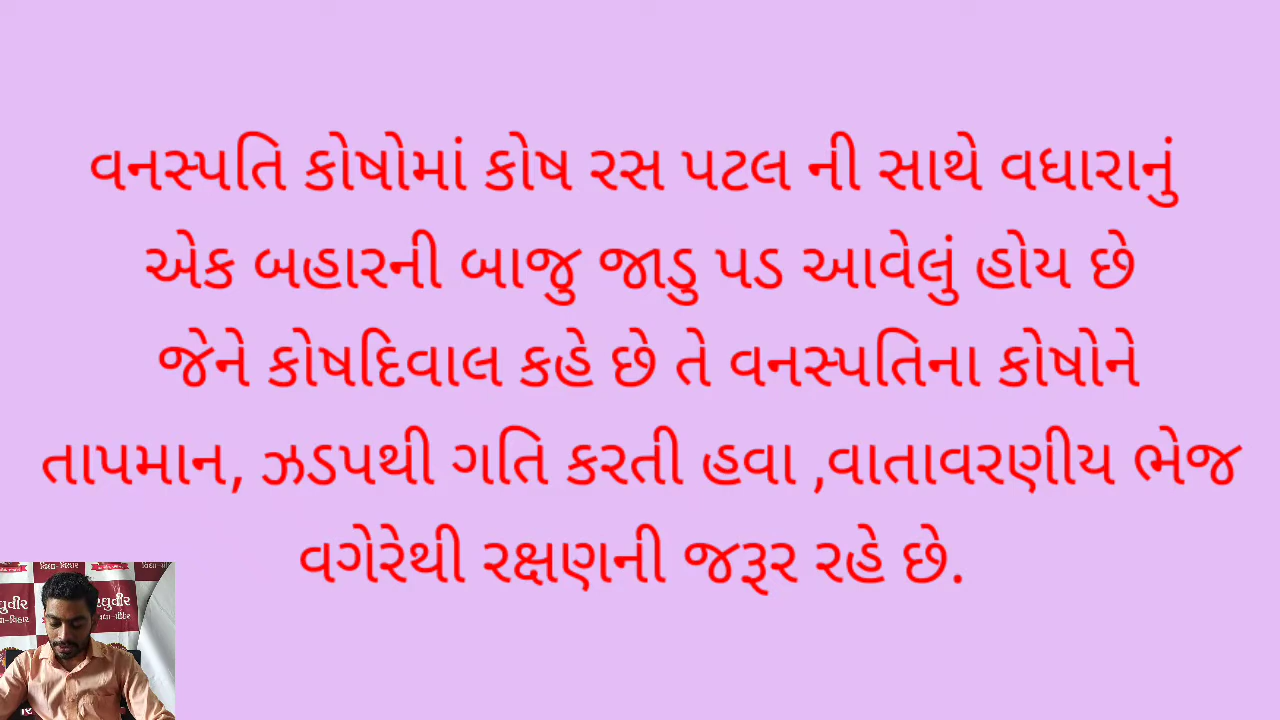 વનસ્પતિ કોષોમાં કોષ રસ પટલ ની સાથે વધારાનું
એક બહારની બાજુ જાડુ પડ આવેલું હોય છે
જેને કોષદિવાલ કહે છે તે વનસ્પતિના કોષોને
તાપમાન, ઝડપથી ગતિ કરતી હવા ,વાતાવરણીય ભેજ
વગેરેથી રક્ષણની જરૂર રહે છે.